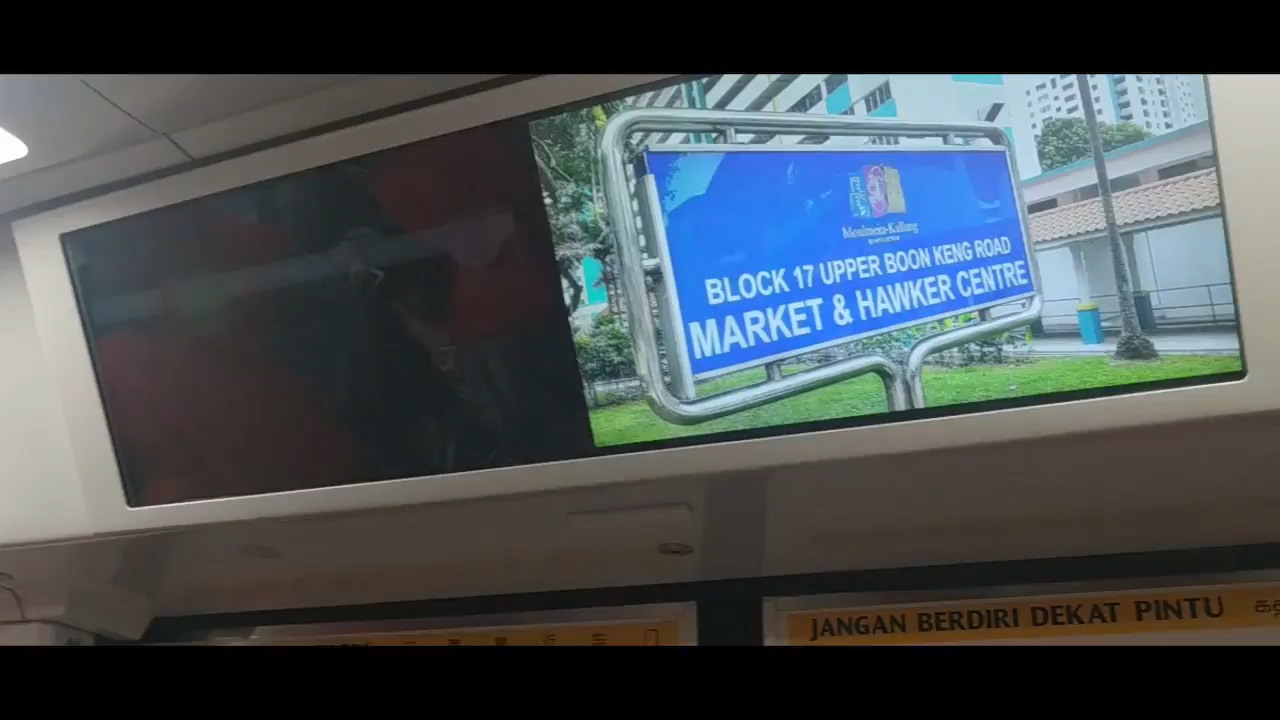 Moulmein-Kallang
BLOCK 17 UPPER BOON KENG ROAD
MARKET & HAWKER CENTRE
JANGAN BERDIRI DEKAT PINTU